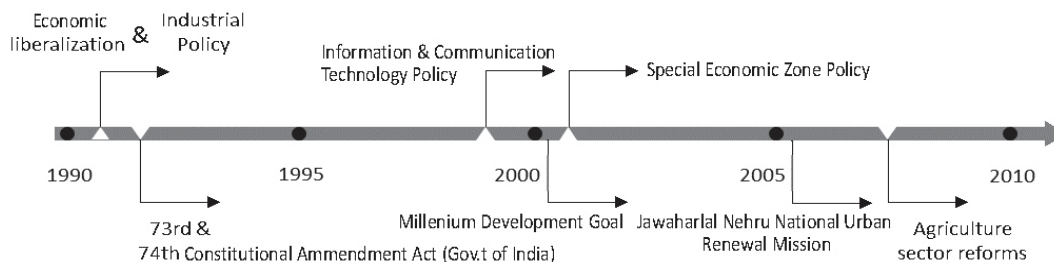 Economic
liberalization & Industrial
Policy
Information & Communication
Technology Policy
Special Economic Zone Policy
1990
1995
2000
2005
2010
73rd &
74th Constitutional Ammendment Act (Gov.t of India)
Millenium Development Goal
Jawaharlal Nehru National Urban
Renewal Mission
Agriculture
sector reforms